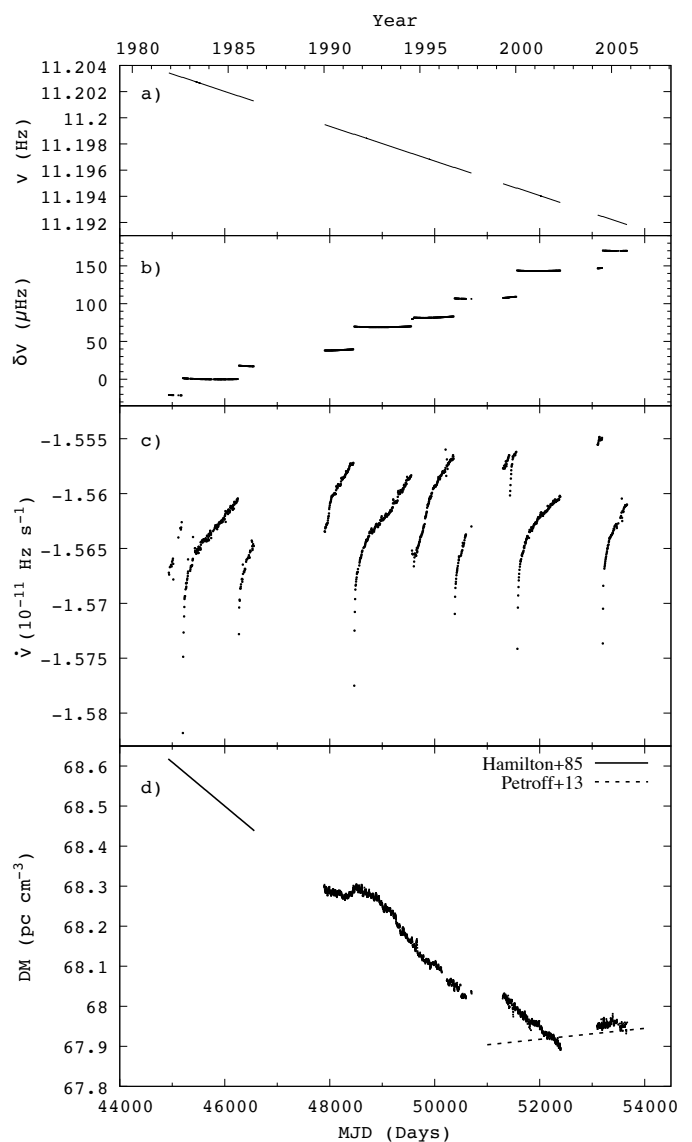 Year
1980 1985 1990 1995 2000 2005
a)
11.204
11.202
11.2
11.198
11.196
11.194
11.192
ν (Hz)
b)
150
100
50
0
δν (μHz)
c)
−1.555
−1.56
−1.565
−1.57
−1.575
−1.58
ν̇ (10⁻¹¹ Hz s⁻¹)
d)
Hamilton+85
Petroff+13
68.6
68.5
68.4
68.3
68.2
68.1
68
67.9
67.8
DM (pc cm⁻³)
44000 46000 48000 50000 52000 54000
MJD (Days)